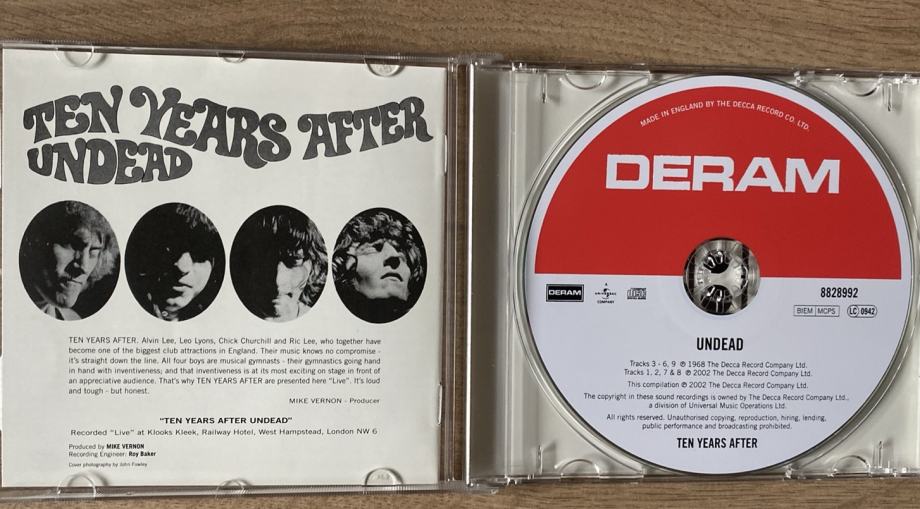 TEN YEARS AFTER
UNDEAD
TEN YEARS AFTER. Alvin Lee, Leo Lyons, Chick Churchill and Ric Lee, who together have
become one of the biggest club attractions in England. Their music knows no compromise -
it's straight down the line. All four boys are musical gymnasts - their gymnastics going hand
in hand with inventiveness; and that inventiveness is at its most exciting on stage in front of
an appreciative audience. That's why TEN YEARS AFTER are presented here "Live". It's loud
and tough - but honest.
MIKE VERNON - Producer
"TEN YEARS AFTER UNDEAD"
Recorded "Live" at Klooks Kleek, Railway Hotel, West Hampstead, London NW 6
Produced by MIKE VERNON
Recording Engineer: Roy Baker
Cover photography by John Fowley
MADE IN ENGLAND BY THE DECCA RECORD CO. LTD.
DERAM
DERAM
A
UNIVERSAL
COMPANY
8828992
BIEM MCPS
LC 0942
UNDEAD
Tracks 3 - 6, 9 ℗ 1968 The Decca Record Company Ltd.
Tracks 1, 2, 7 & 8 ℗ 2002 The Decca Record Company Ltd.
This compilation ℗ 2002 The Decca Record Company Ltd.
The copyright in these sound recordings is owned by The Decca Record Company Ltd.,
a division of Universal Music Operations Ltd.
All rights reserved. Unauthorised copying, reproduction, hiring, lending,
public performance and broadcasting prohibited.
TEN YEARS AFTER